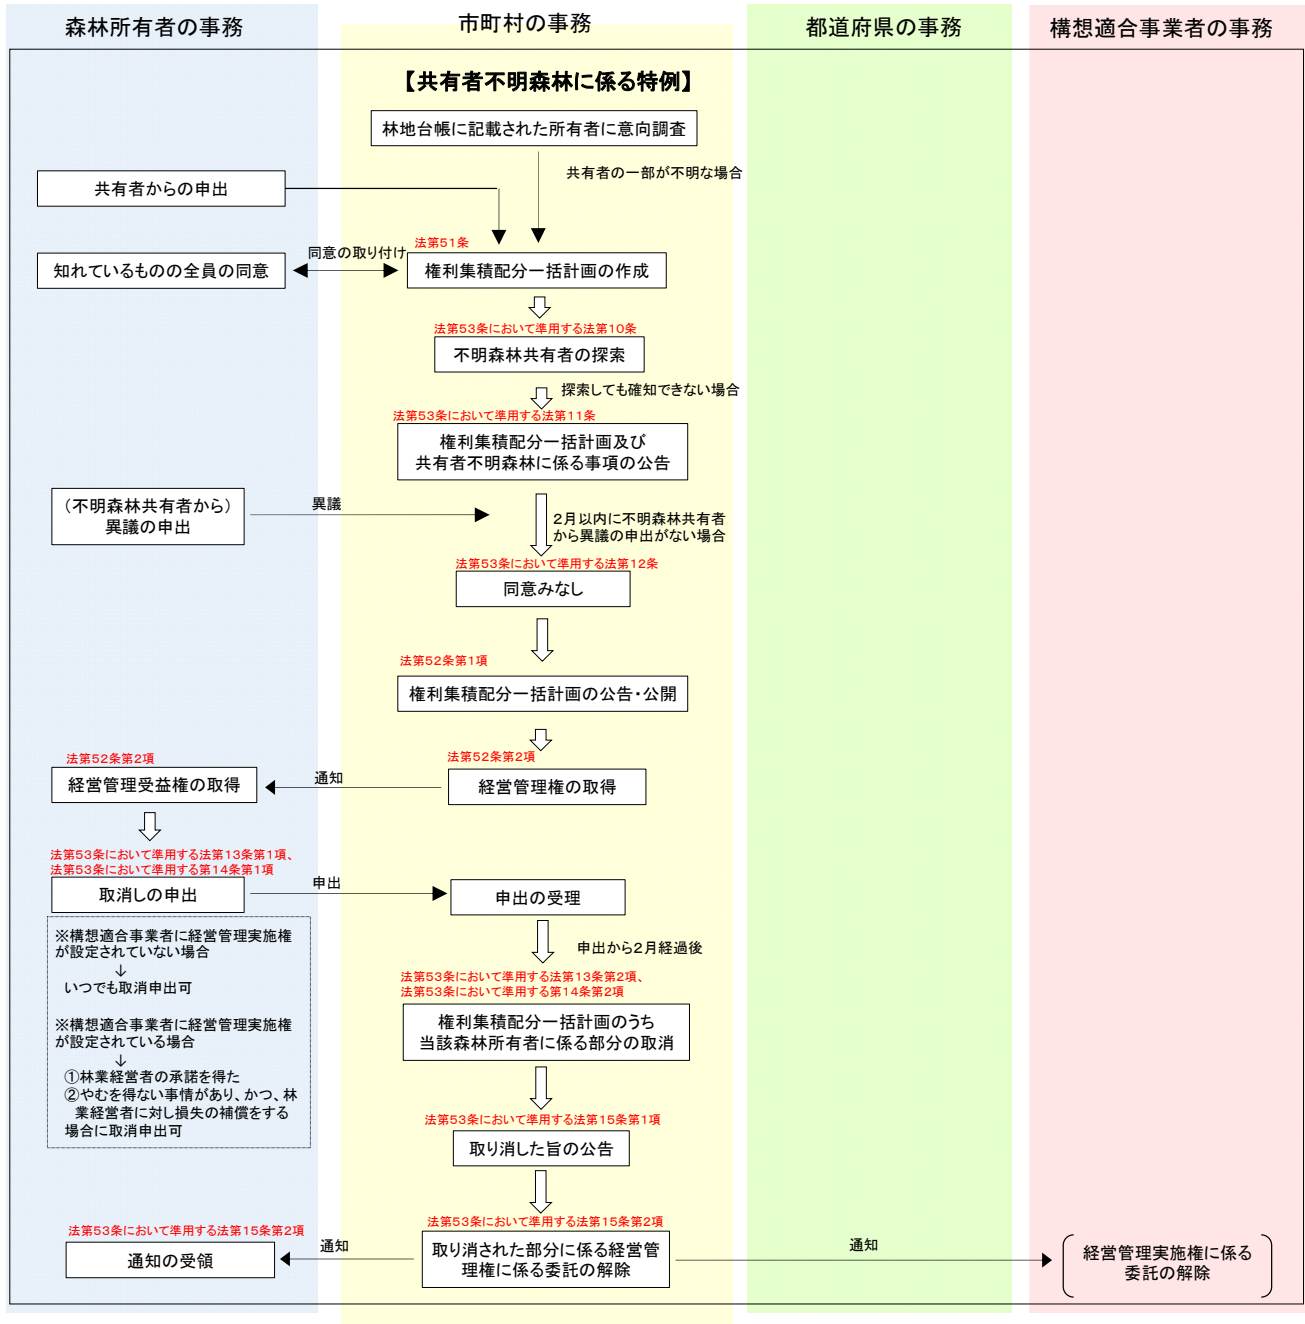 森林所有者の事務
市町村の事務
都道府県の事務
構想適合事業者の事務
【共有者不明森林に係る特例】
林地台帳に記載された所有者に意向調査
共有者の一部が不明な場合
共有者からの申出
法第51条
同意の取り付け
知れているものの全員の同意
権利集積配分一括計画の作成
法第53条において準用する法第10条
不明森林共有者の探索
探索しても確知できない場合
法第53条において準用する法第11条
権利集積配分一括計画及び
共有者不明森林に係る事項の公告
(不明森林共有者から)
異議の申出
異議
2月以内に不明森林共有者
から異議の申出がない場合
法第53条において準用する法第12条
同意みなし
法第52条第1項
権利集積配分一括計画の公告・公開
法第52条第2項
法第52条第2項
経営管理受益権の取得
通知
経営管理権の取得
法第53条において準用する法第13条第1項、
法第53条において準用する第14条第1項
取消しの申出
申出
申出の受理
※構想適合事業者に経営管理実施権
が設定されていない場合
↓
いつでも取消申出可
※構想適合事業者に経営管理実施権
が設定されている場合
↓
①林業経営者の承諾を得た
②やむを得ない事情があり、かつ、林
業経営者に対し損失の補償をする
場合に取消申出可
申出から2月経過後
法第53条において準用する法第13条第2項、
法第53条において準用する第14条第2項
権利集積配分一括計画のうち
当該森林所有者に係る部分の取消
法第53条において準用する法第15条第1項
取り消した旨の公告
法第53条において準用する法第15条第2項
法第53条において準用する法第15条第2項
通知の受領
通知
取り消された部分に係る経営管
理権に係る委託の解除
通知
経営管理実施権に係る
委託の解除